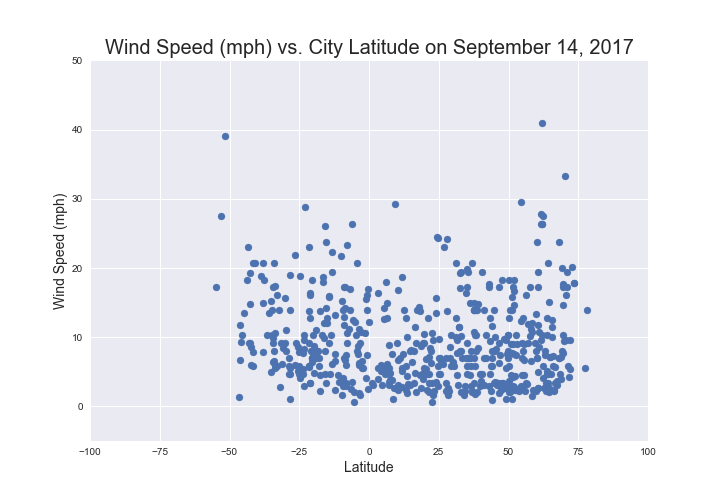 Wind Speed (mph) vs. City Latitude on September 14, 2017
50
40
30
20
10
0
Wind Speed (mph)
−100 −75 −50 −25 0 25 50 75 100
Latitude